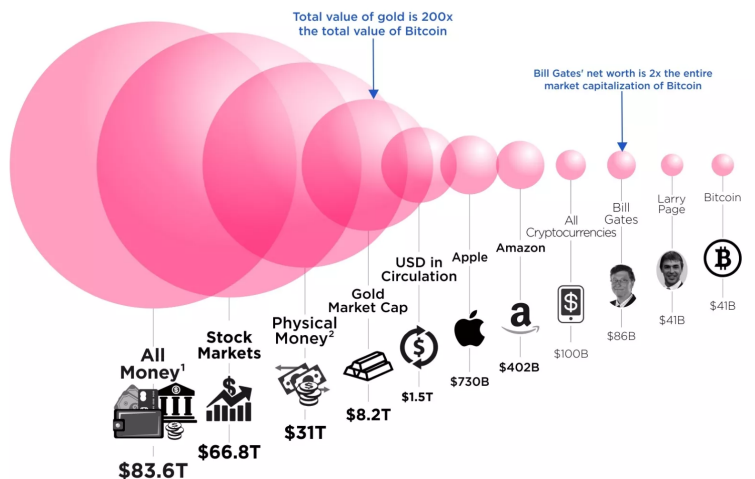 Total value of gold is 200x
the total value of Bitcoin
Bill Gates' net worth is 2x the entire
market capitalization of Bitcoin
All
Money¹
$83.6T
Stock
Markets
$66.8T
Physical
Money²
$31T
Gold
Market Cap
$8.2T
USD in
Circulation
$1.5T
Apple
$730B
Amazon
$402B
All
Cryptocurrencies
$100B
Bill
Gates
$86B
Larry
Page
$41B
Bitcoin
$41B